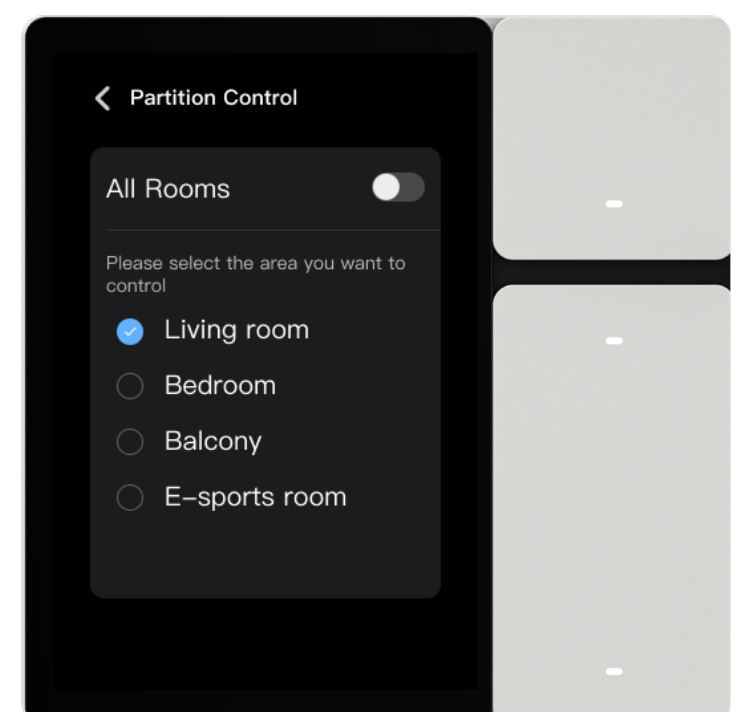 Partition Control
All Rooms
Please select the area you want to
control
Living room
Bedroom
Balcony
E-sports room